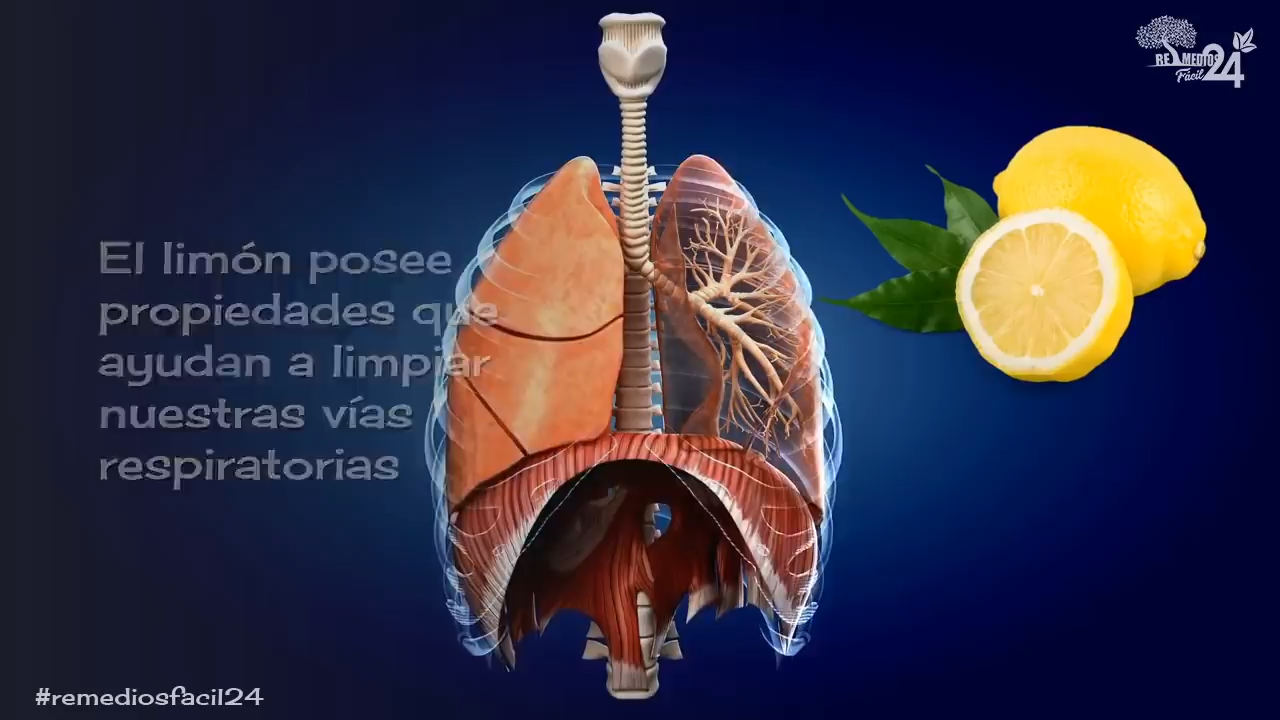 REMEDIOS
Fácil 24
El limón posee
propiedades que
ayudan a limpiar
nuestras vías
respiratorias
#remediosfacil24